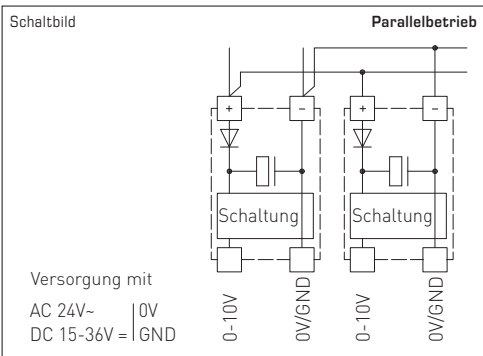 Schaltbild
Parallelbetrieb
+ − + −
Schaltung Schaltung
Versorgung mit
AC 24V~ | 0V
DC 15-36V = | GND
0-10V
0V/GND
0-10V
0V/GND